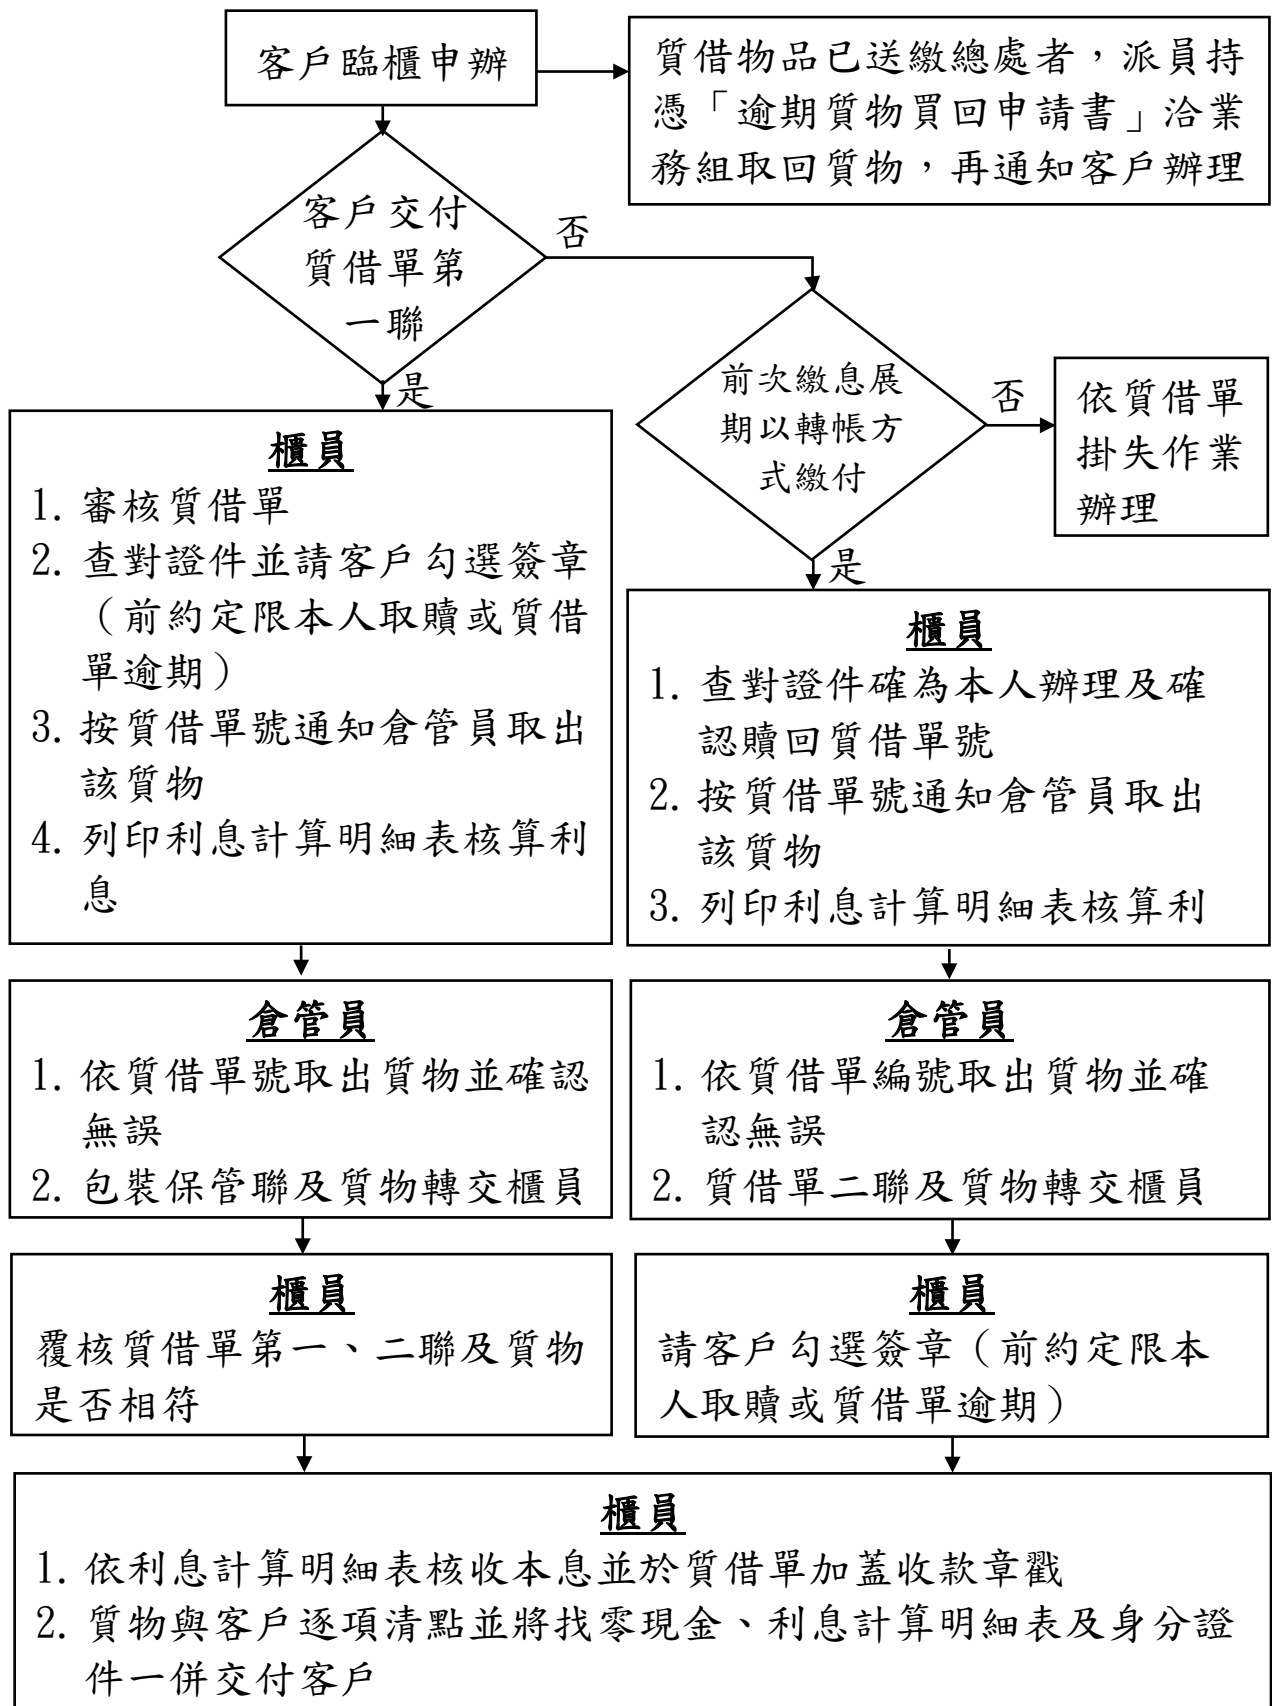 客戶臨櫃申辦
質借物品已送繳總處者，派員持
憑「逾期質物買回申請書」洽業
務組取回質物，再通知客戶辦理
客戶交付
質借單第
一聯
否
是
前次繳息展
期以轉帳方
式繳付
否
是
依質借單
掛失作業
辦理
櫃員
1. 審核質借單
2. 查對證件並請客戶勾選簽章
（前約定限本人取贖或質借
單逾期）
3. 按質借單號通知倉管員取出
該質物
4. 列印利息計算明細表核算利
息
櫃員
1. 查對證件確為本人辦理及確
認贖回質借單號
2. 按質借單號通知倉管員取出
該質物
3. 列印利息計算明細表核算利
倉管員
1. 依質借單號取出質物並確認
無誤
2. 包裝保管聯及質物轉交櫃員
倉管員
1. 依質借單編號取出質物並確
認無誤
2. 質借單二聯及質物轉交櫃員
櫃員
覆核質借單第一、二聯及質物
是否相符
櫃員
請客戶勾選簽章（前約定限本
人取贖或質借單逾期）
櫃員
1. 依利息計算明細表核收本息並於質借單加蓋收款章戳
2. 質物與客戶逐項清點並將找零現金、利息計算明細表及身分證
件一併交付客戶